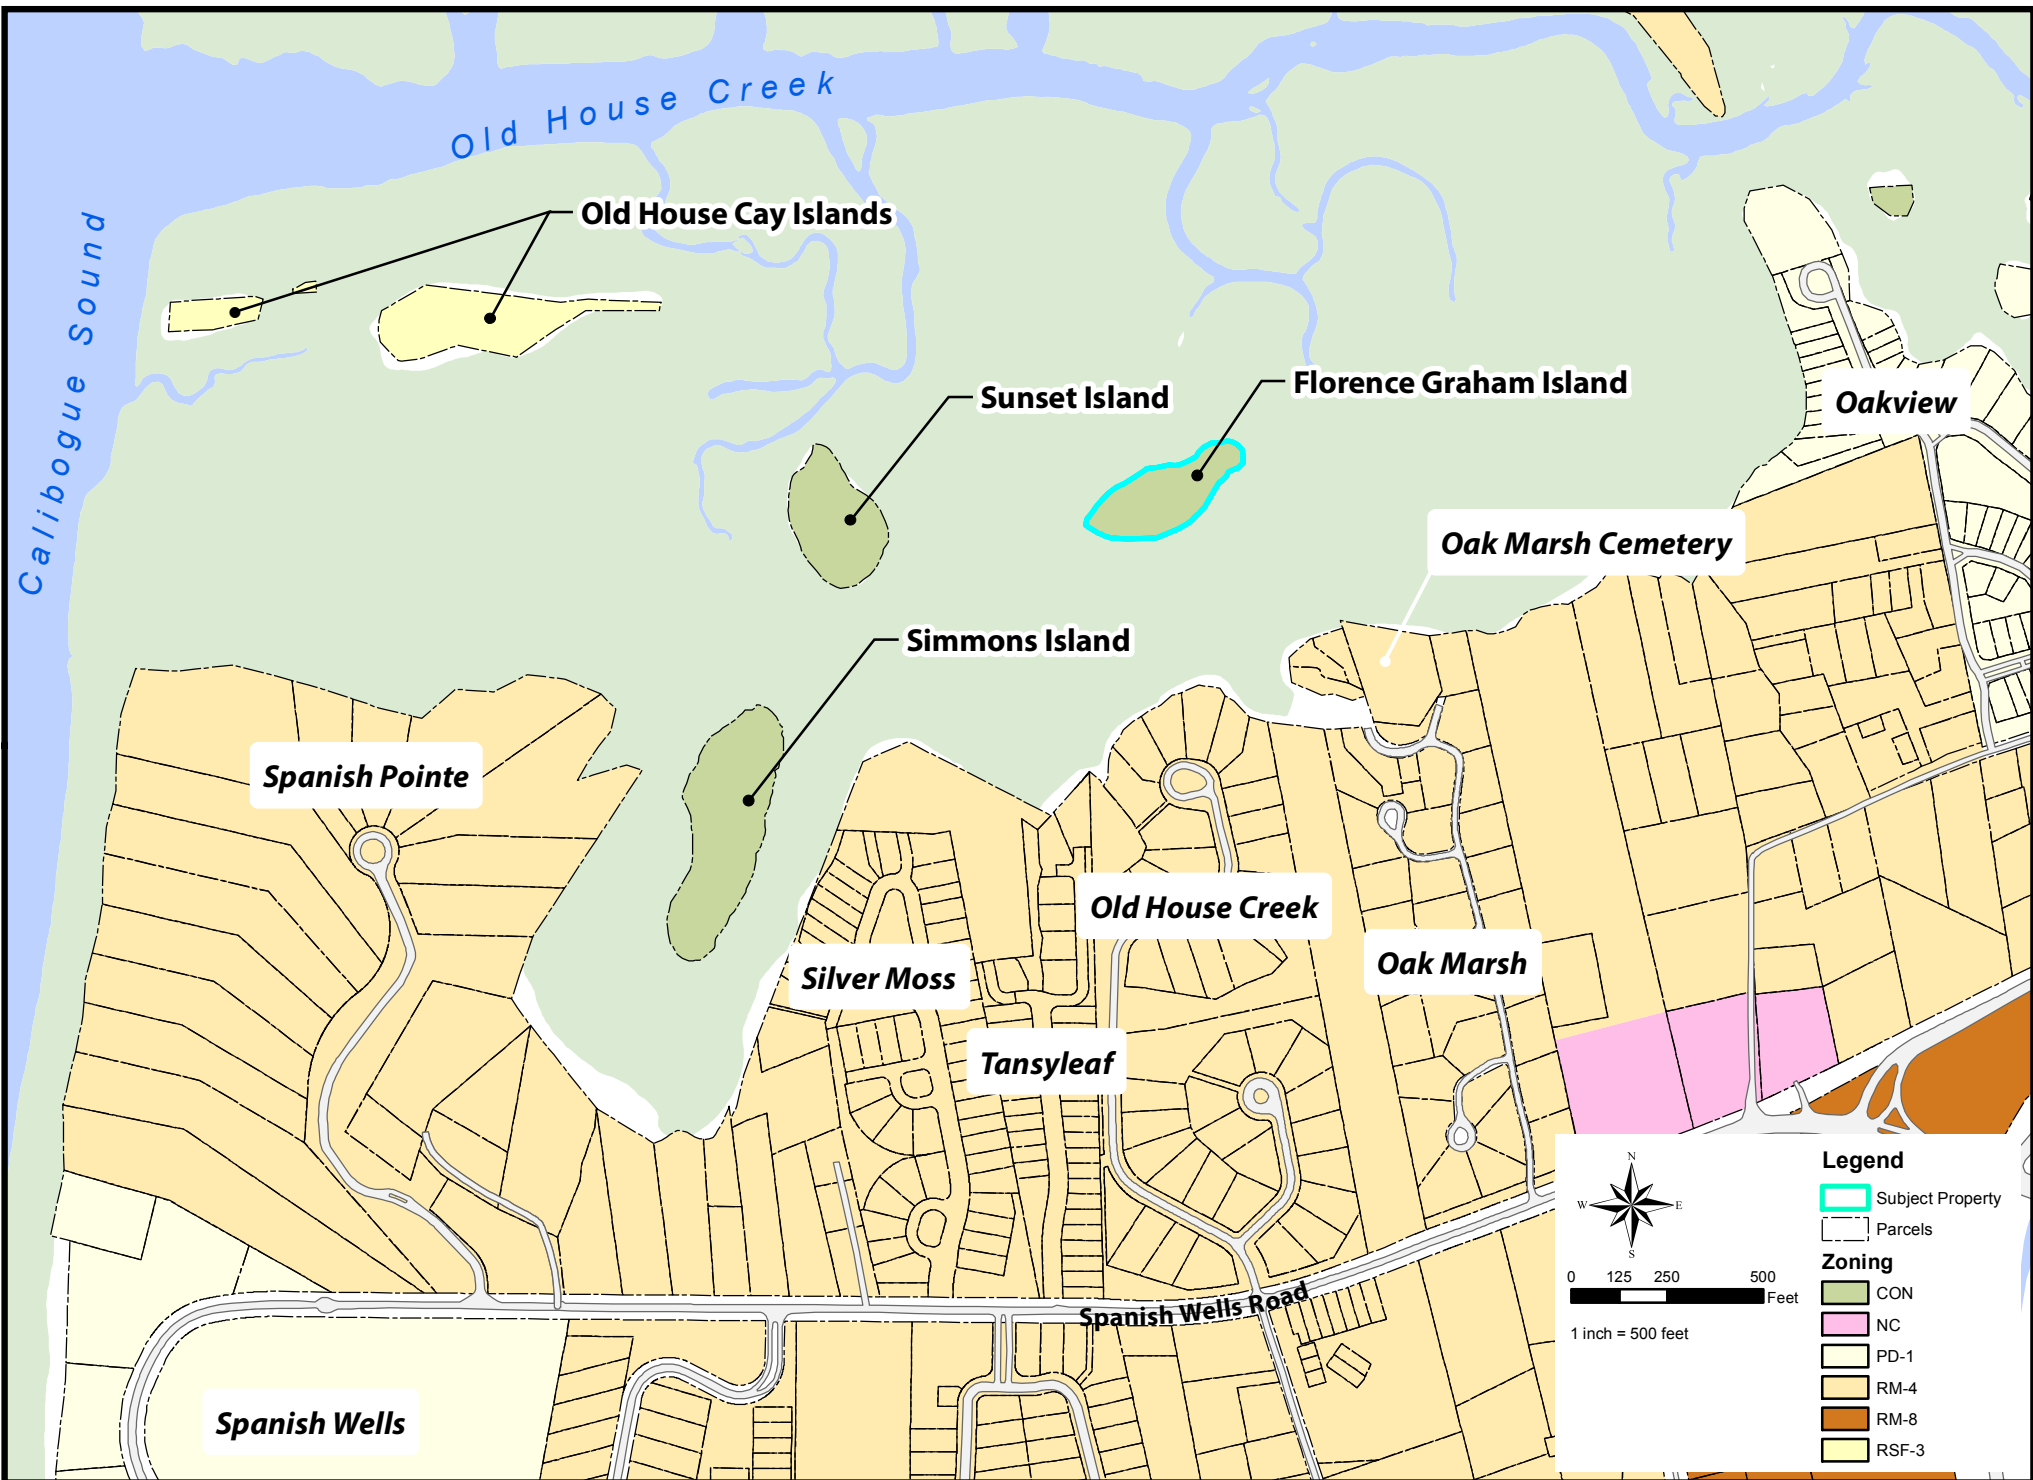 Old House Creek
Old House Cay Islands
Calibogue Sound
Florence Graham Island
Sunset Island
Oakview
Oak Marsh Cemetery
Simmons Island
Spanish Pointe
Old House Creek
Oak Marsh
Silver Moss
Tansyleaf
Spanish Wells Road
Spanish Wells
N
W E
S
0 125 250 500
Feet
1 inch = 500 feet
Legend
Subject Property
Parcels
Zoning
CON
NC
PD-1
RM-4
RM-8
RSF-3